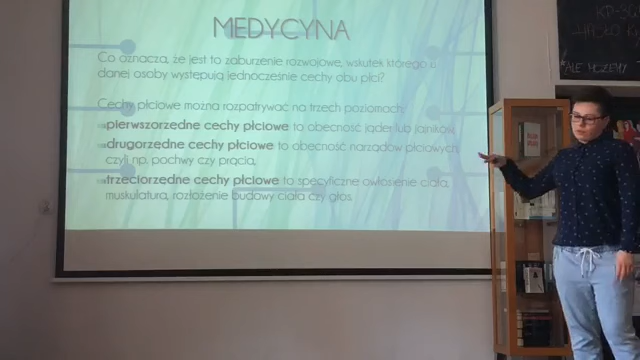 MEDYCYNA
Co oznacza, że jest to zaburzenie rozwojowe, wskutek którego u
danej osoby występują jednocześnie cechy obu płci?
Cechy płciowe można rozpatrywać na trzech poziomach:
pierwszorzędne cechy płciowe to obecność jąder lub jajników,
drugorzędne cechy płciowe to obecność narządów płciowych,
czyli np. pochwy czy prącia,
trzeciorzędne cechy płciowe to specyficzne owłosienie ciała,
muskulatura, rozłożenie budowy ciała czy głos.